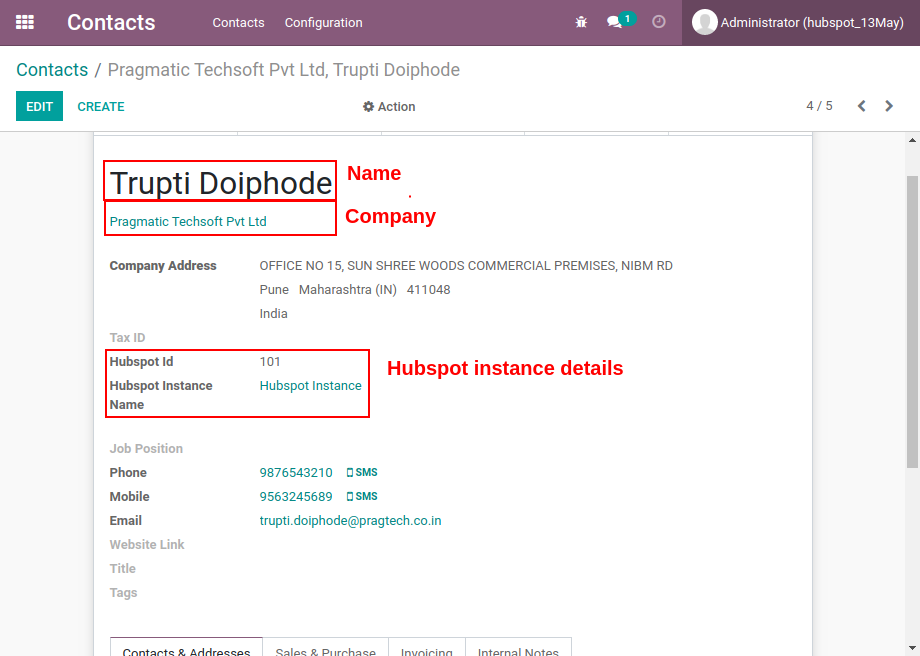 Contacts Contacts Configuration 1 Administrator (hubspot_13May)
Contacts / Pragmatic Techsoft Pvt Ltd, Trupti Doiphode
EDIT CREATE Action 4 / 5
Trupti Doiphode Name
Pragmatic Techsoft Pvt Ltd Company
Company Address OFFICE NO 15, SUN SHREE WOODS COMMERCIAL PREMISES, NIBM RD
Pune Maharashtra (IN) 411048
India
Tax ID
Hubspot Id 101
Hubspot instance details
Hubspot Instance Hubspot Instance
Name
Job Position
Phone 9876543210 SMS
Mobile 9563245689 SMS
Email trupti.doiphode@pragtech.co.in
Website Link
Title
Tags
Contacts & Addresses Sales & Purchase Invoicing Internal Notes